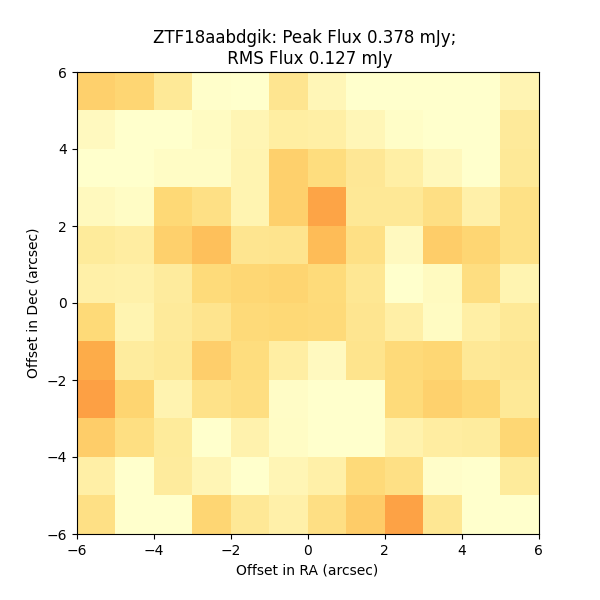 ZTF18aabdgik: Peak Flux 0.378 mJy;
RMS Flux 0.127 mJy
6
4
2
0
−2
−4
−6
Offset in Dec (arcsec)
−6 −4 −2 0 2 4 6
Offset in RA (arcsec)